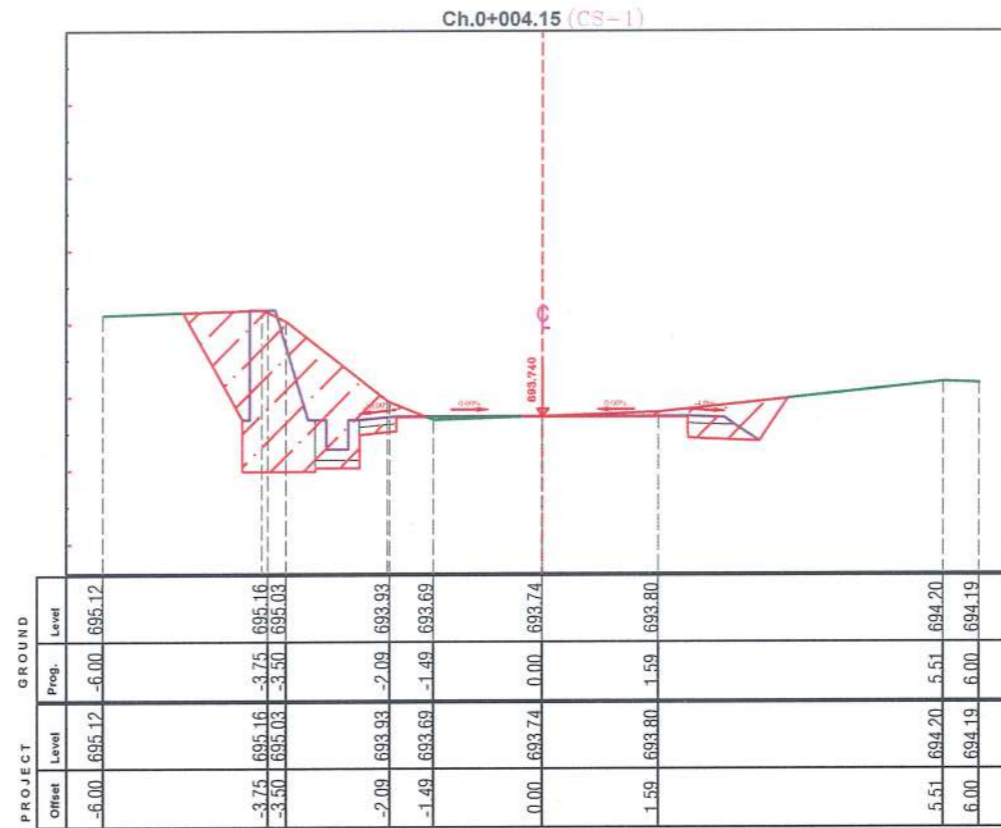 Ch.0+004.15 (CS-1)
C
693.740
0.00% 0.00%
GROUND
Level 695.12 695.16 695.03 693.93 693.69 693.74 693.80 694.20 694.19
Prog. -6.00 -3.75 -3.50 -2.09 -1.49 0.00 1.59 5.51 6.00
PROJECT
Level 695.12 695.16 695.03 693.93 693.69 693.74 693.80 694.20 694.19
Offset -6.00 -3.75 -3.50 -2.09 -1.49 0.00 1.59 5.51 6.00